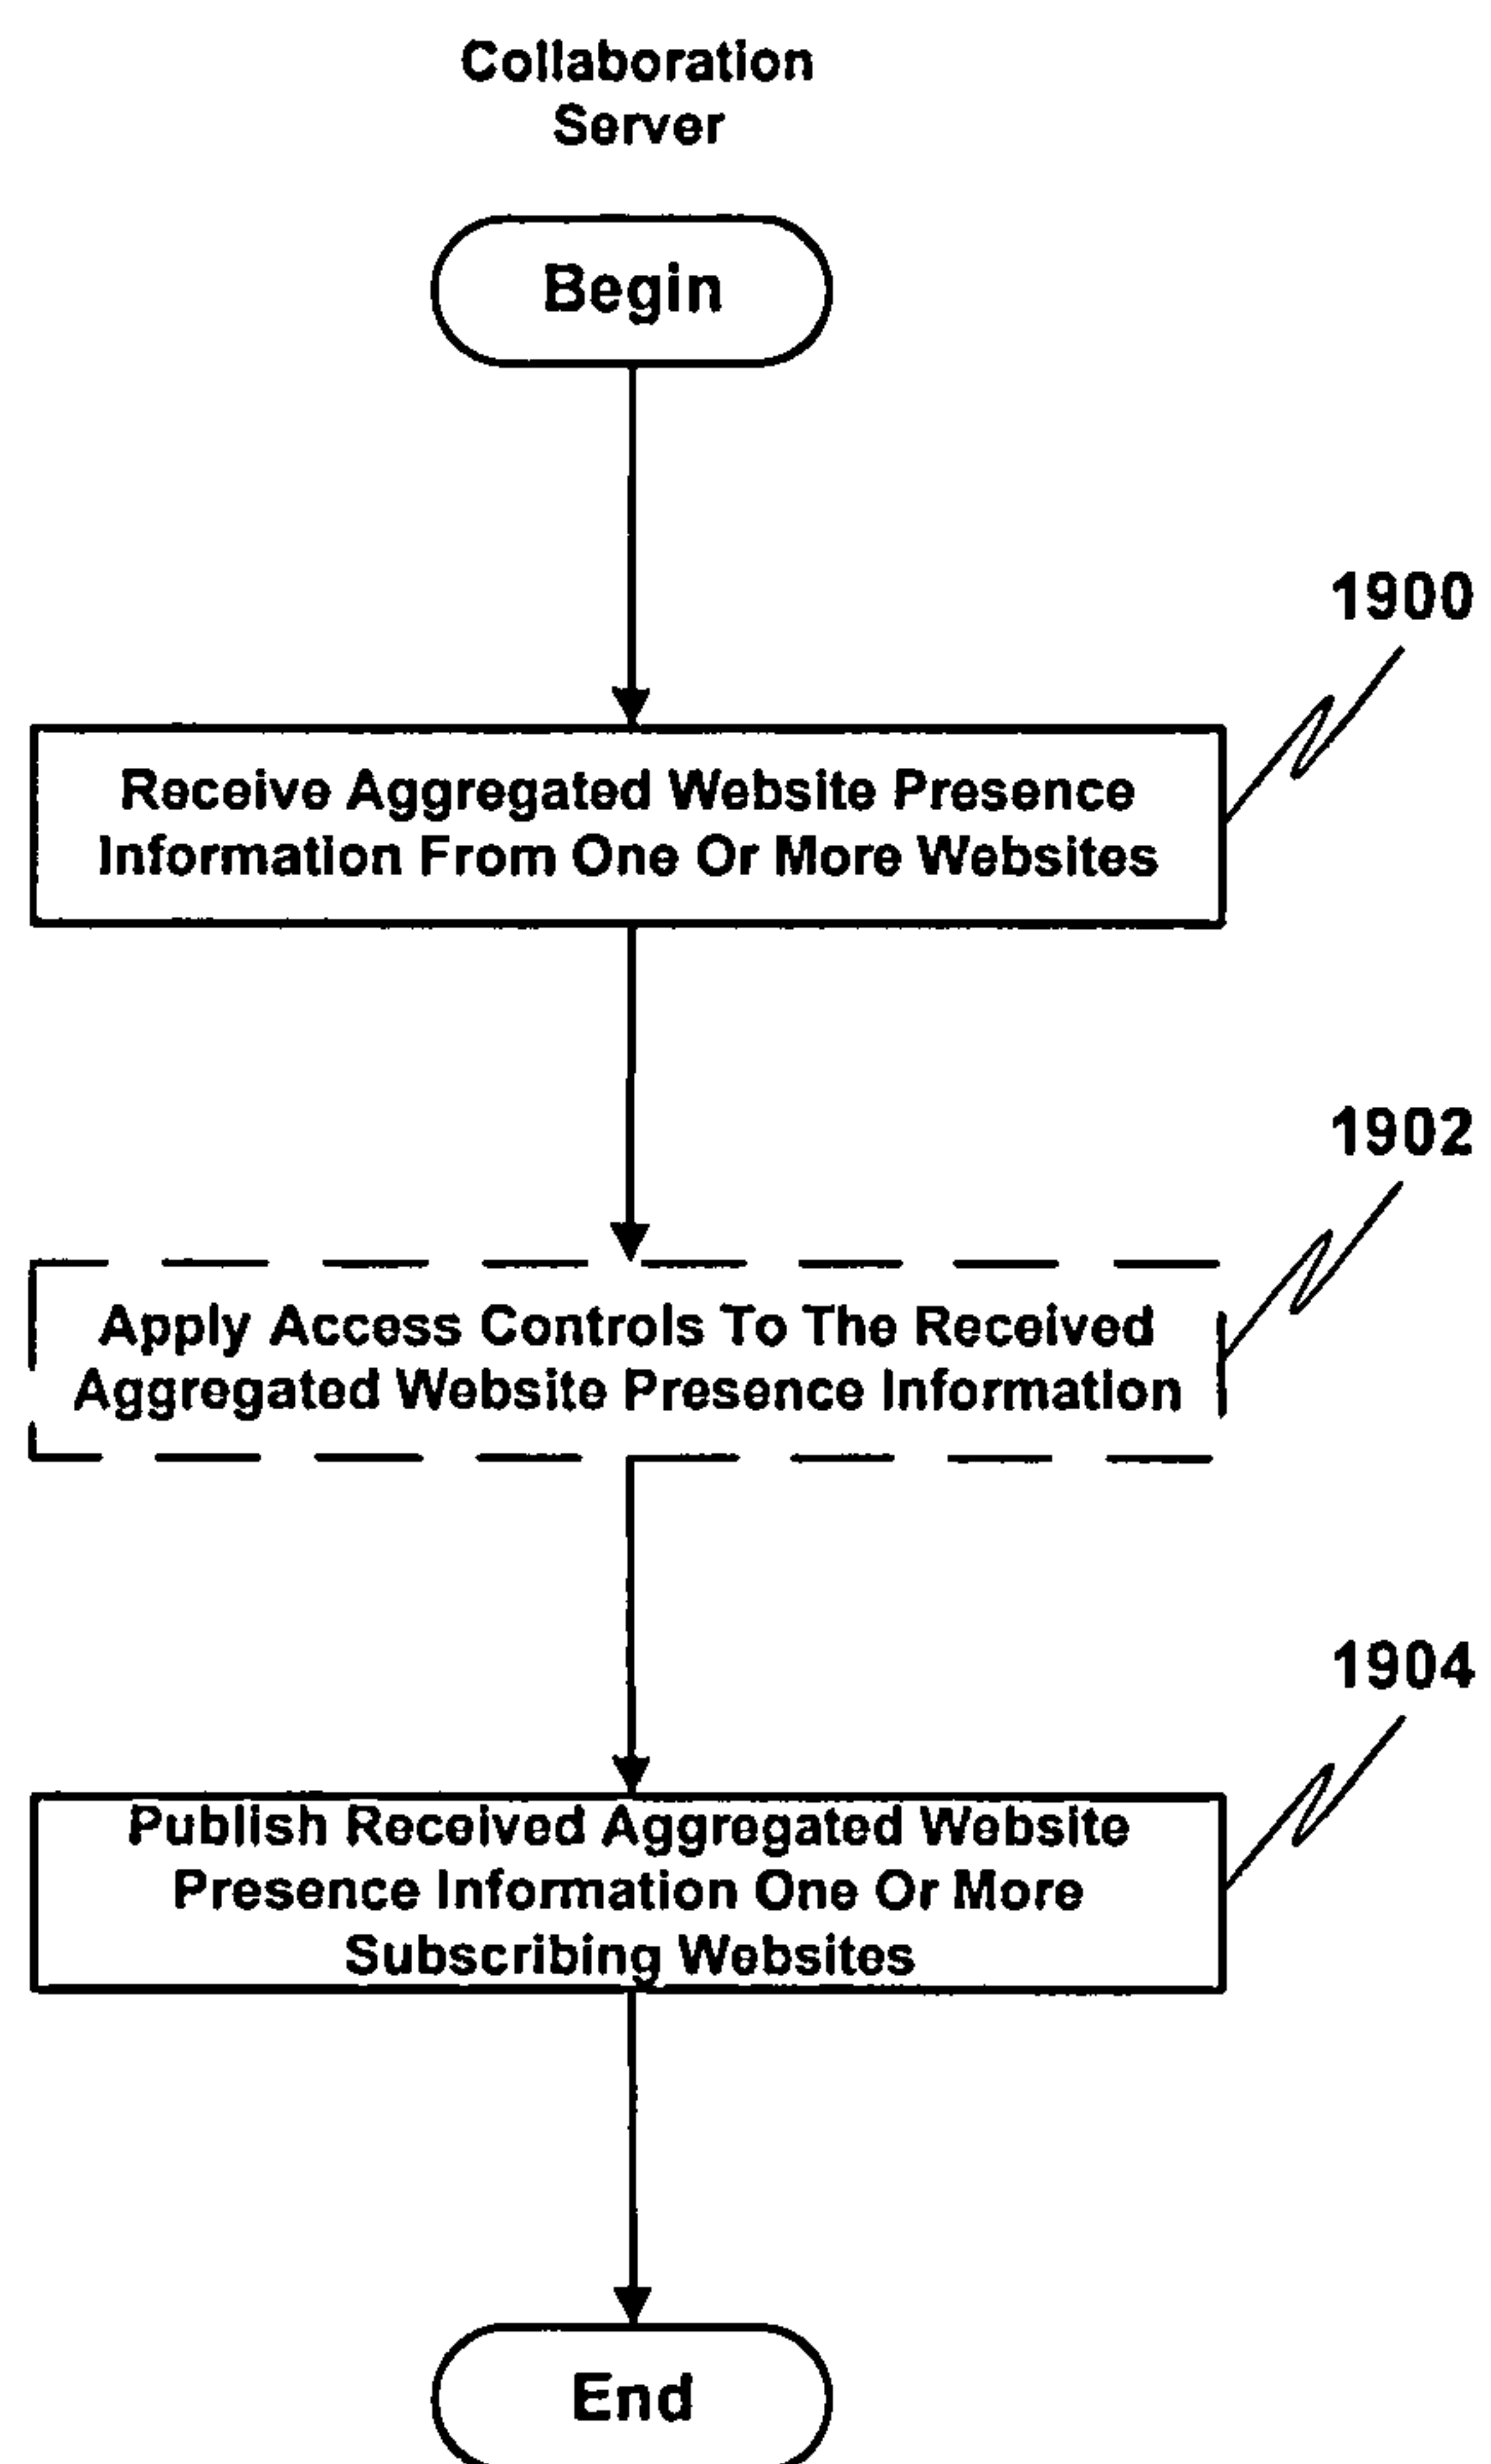 Collaboration
Server
Begin
1900
Receive Aggregated Website Presence
Information From One Or More Websites
1902
Apply Access Controls To The Received
Aggregated Website Presence Information
1904
Publish Received Aggregated Website
Presence Information One Or More
Subscribing Websites
End